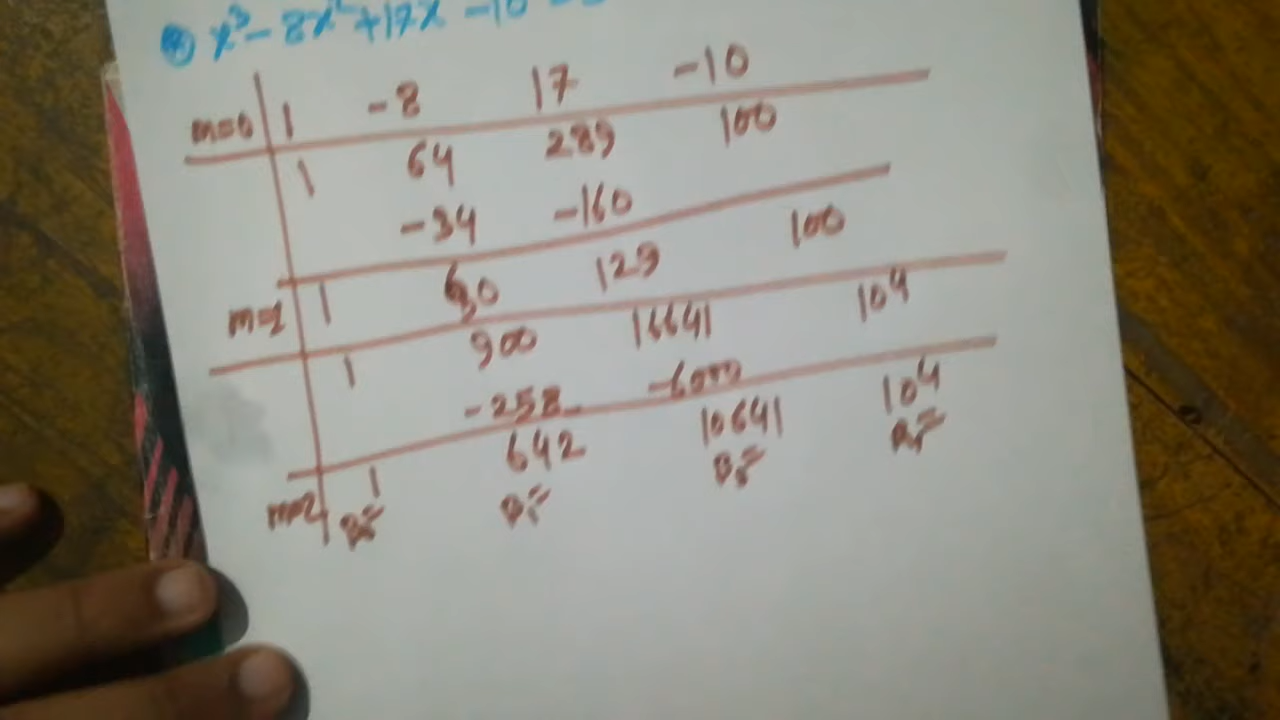 x³ - 8x² + 17x - 10
m=0 1 -8 17 -10
1 64 289 100
-34 -160
m=1 1 30 129 100
1 900 16641 10⁴
-258 -6000
m=2 1 642 10641 10⁴